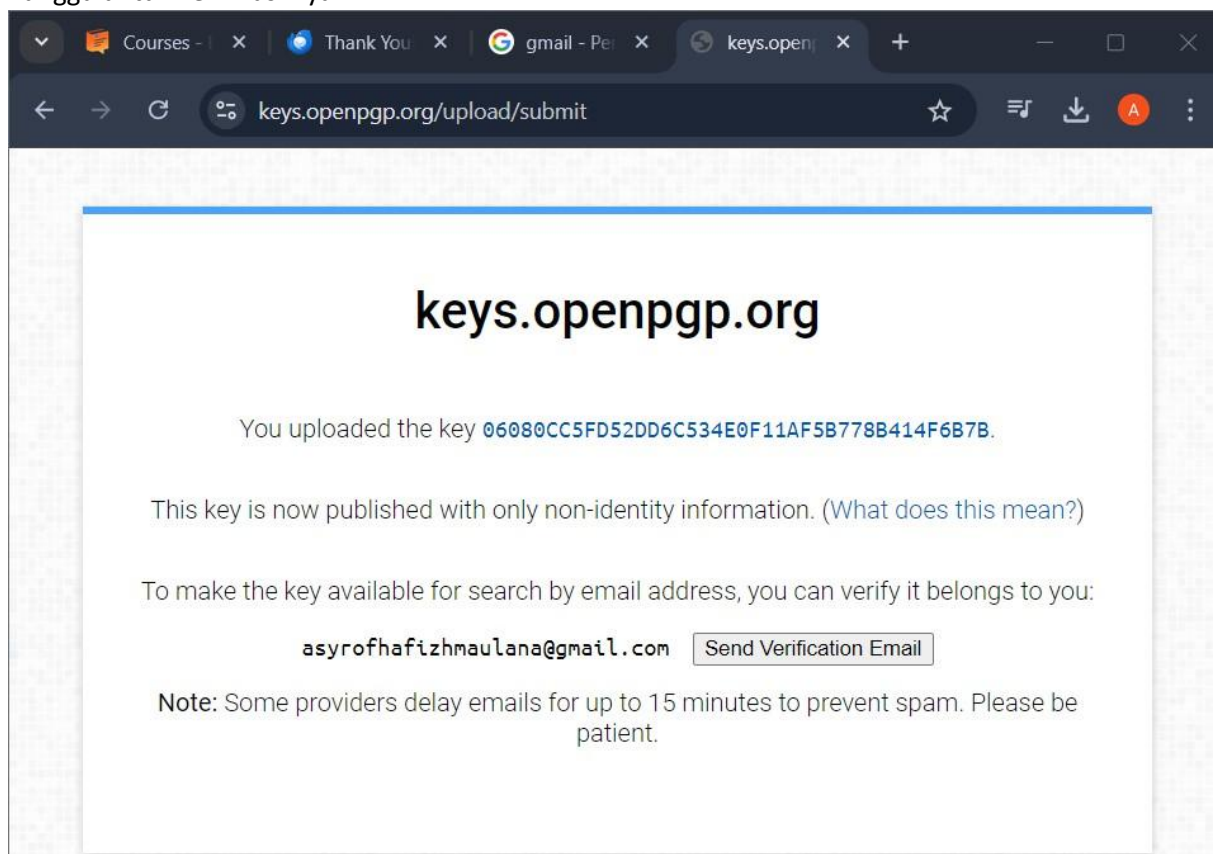 Courses -
Thank You
gmail - Pe
keys.open
keys.openpgp.org/upload/submit
A
keys.openpgp.org
You uploaded the key 06080CC5FD52DD6C534E0F11AF5B778B414F6B7B.
This key is now published with only non-identity information. (What does this mean?)
To make the key available for search by email address, you can verify it belongs to you:
asyrofhafizhmaulana@gmail.com Send Verification Email
Note: Some providers delay emails for up to 15 minutes to prevent spam. Please be
patient.